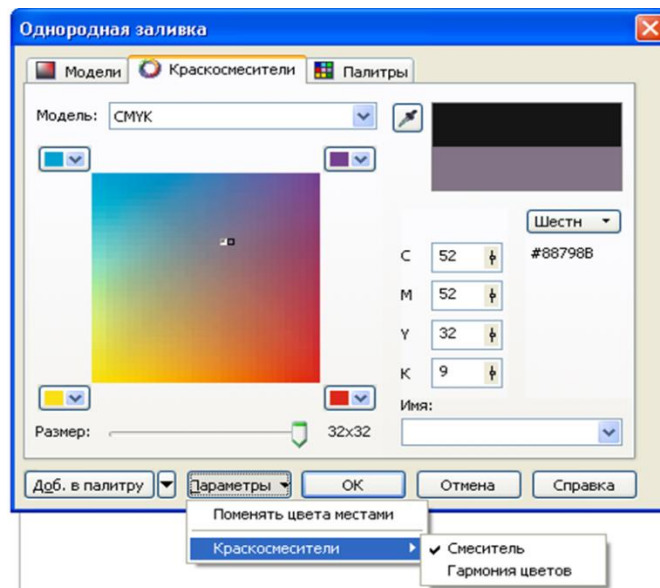 Однородная заливка
Модели Краскосмесители Палитры
Модель: CMYK
Шестн
#88798B
C 52
M 52
Y 32
K 9
Имя:
Размер: 32x32
Доб. в палитру Параметры ОК Отмена Справка
Поменять цвета местами
Краскосмесители
Смеситель
Гармония цветов